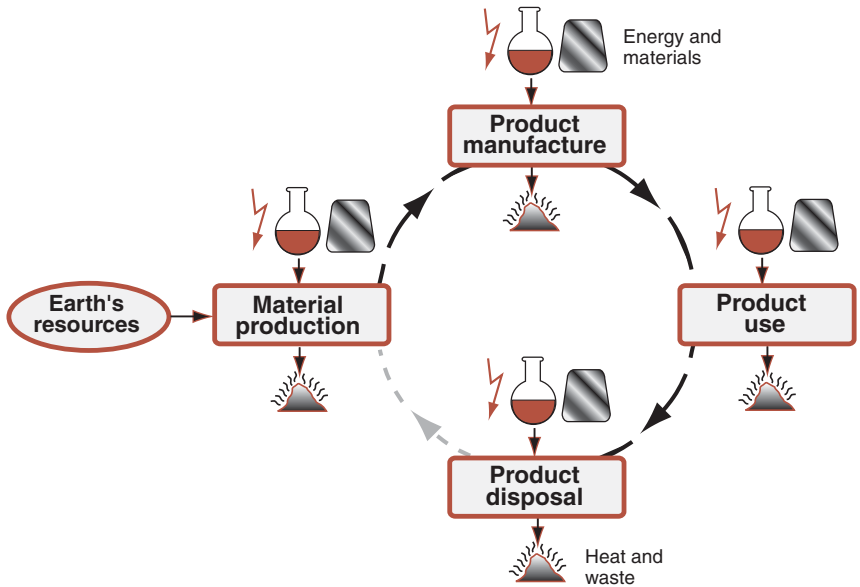 Energy and
materials
Product
manufacture
Earth's
resources
Material
production
Product
use
Product
disposal
Heat and
waste